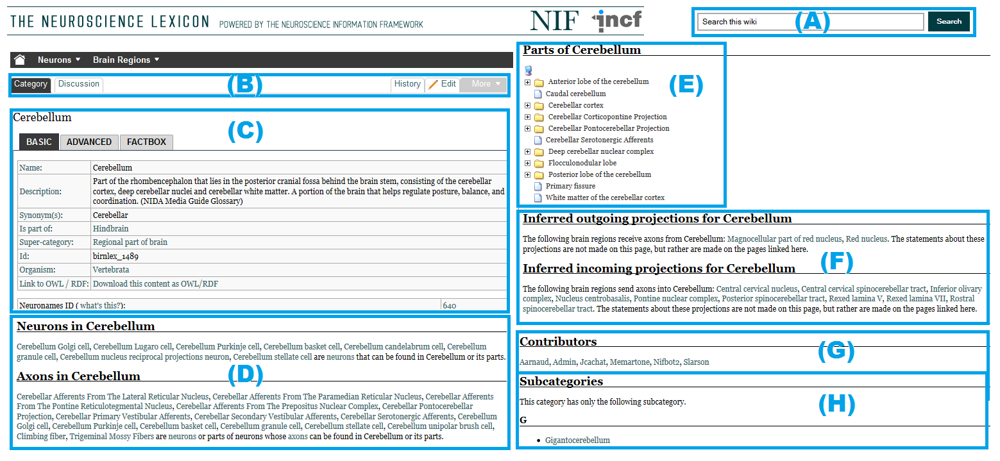 THE NEUROSCIENCE LEXICON POWERED BY THE NEUROSCIENCE INFORMATION FRAMEWORK
NIF incf
Search this wiki (A) Search
Neurons Brain Regions
Category Discussion (B) History Edit More
Cerebellum
(C)
BASIC ADVANCED FACTBOX
Name: Cerebellum
Description: Part of the rhombencephalon that lies in the posterior cranial fossa behind the brain stem, consisting of the cerebellar
cortex, deep cerebellar nuclei and cerebellar white matter. A portion of the brain that helps regulate posture, balance, and
coordination. (NIDA Media Guide Glossary)
Synonym(s): Cerebellar
Is part of: Hindbrain
Super-category: Regional part of brain
Id: birnlex_1489
Organism: Vertebrata
Link to OWL / RDF: Download this content as OWL/RDF
Neuronames ID ( what's this?): 640
Neurons in Cerebellum
Cerebellum Golgi cell, Cerebellum Lugaro cell, Cerebellum Purkinje cell, Cerebellum basket cell, Cerebellum candelabrum cell, Cerebellum
granule cell, Cerebellum nucleus reciprocal projections neuron, Cerebellum stellate cell are neurons that can be found in Cerebellum or its parts.
Axons in Cerebellum
(D)
Cerebellar Afferents From The Lateral Reticular Nucleus, Cerebellar Afferents From The Paramedian Reticular Nucleus, Cerebellar Afferents
From The Pontine Reticulotegmental Nucleus, Cerebellar Afferents From The Prepositus Nuclear Complex, Cerebellar Pontocerebellar
Projection, Cerebellar Primary Vestibular Afferents, Cerebellar Secondary Vestibular Afferents, Cerebellar Serotonergic Afferents, Cerebellum
Golgi cell, Cerebellum Purkinje cell, Cerebellum basket cell, Cerebellum granule cell, Cerebellum stellate cell, Cerebellum unipolar brush cell,
Climbing fiber, Trigeminal Mossy Fibers are neurons or parts of neurons whose axons can be found in Cerebellum or its parts.
Parts of Cerebellum
(E)
Anterior lobe of the cerebellum
Caudal cerebellum
Cerebellar cortex
Cerebellar Corticopontine Projection
Cerebellar Pontocerebellar Projection
Cerebellar Serotonergic Afferents
Deep cerebellar nuclear complex
Flocculonodular lobe
Posterior lobe of the cerebellum
Primary fissure
White matter of the cerebellar cortex
Inferred outgoing projections for Cerebellum
The following brain regions receive axons from Cerebellum: Magnocellular part of red nucleus, Red nucleus. The statements about these
projections are not made on this page, but rather are made on the pages linked here.
(F)
Inferred incoming projections for Cerebellum
The following brain regions send axons into Cerebellum: Central cervical nucleus, Central cervical spinocerebellar tract, Inferior olivary
complex, Nucleus centrobasalis, Pontine nuclear complex, Posterior spinocerebellar tract, Rexed lamina V, Rexed lamina VII, Rostral
spinocerebellar tract. The statements about these projections are not made on this page, but rather are made on the pages linked here.
Contributors
(G)
Aarnaud, Admin, Jcachat, Memartone, Nifbot2, Slarson
Subcategories
This category has only the following subcategory.
(H)
G
• Gigantocerebellum